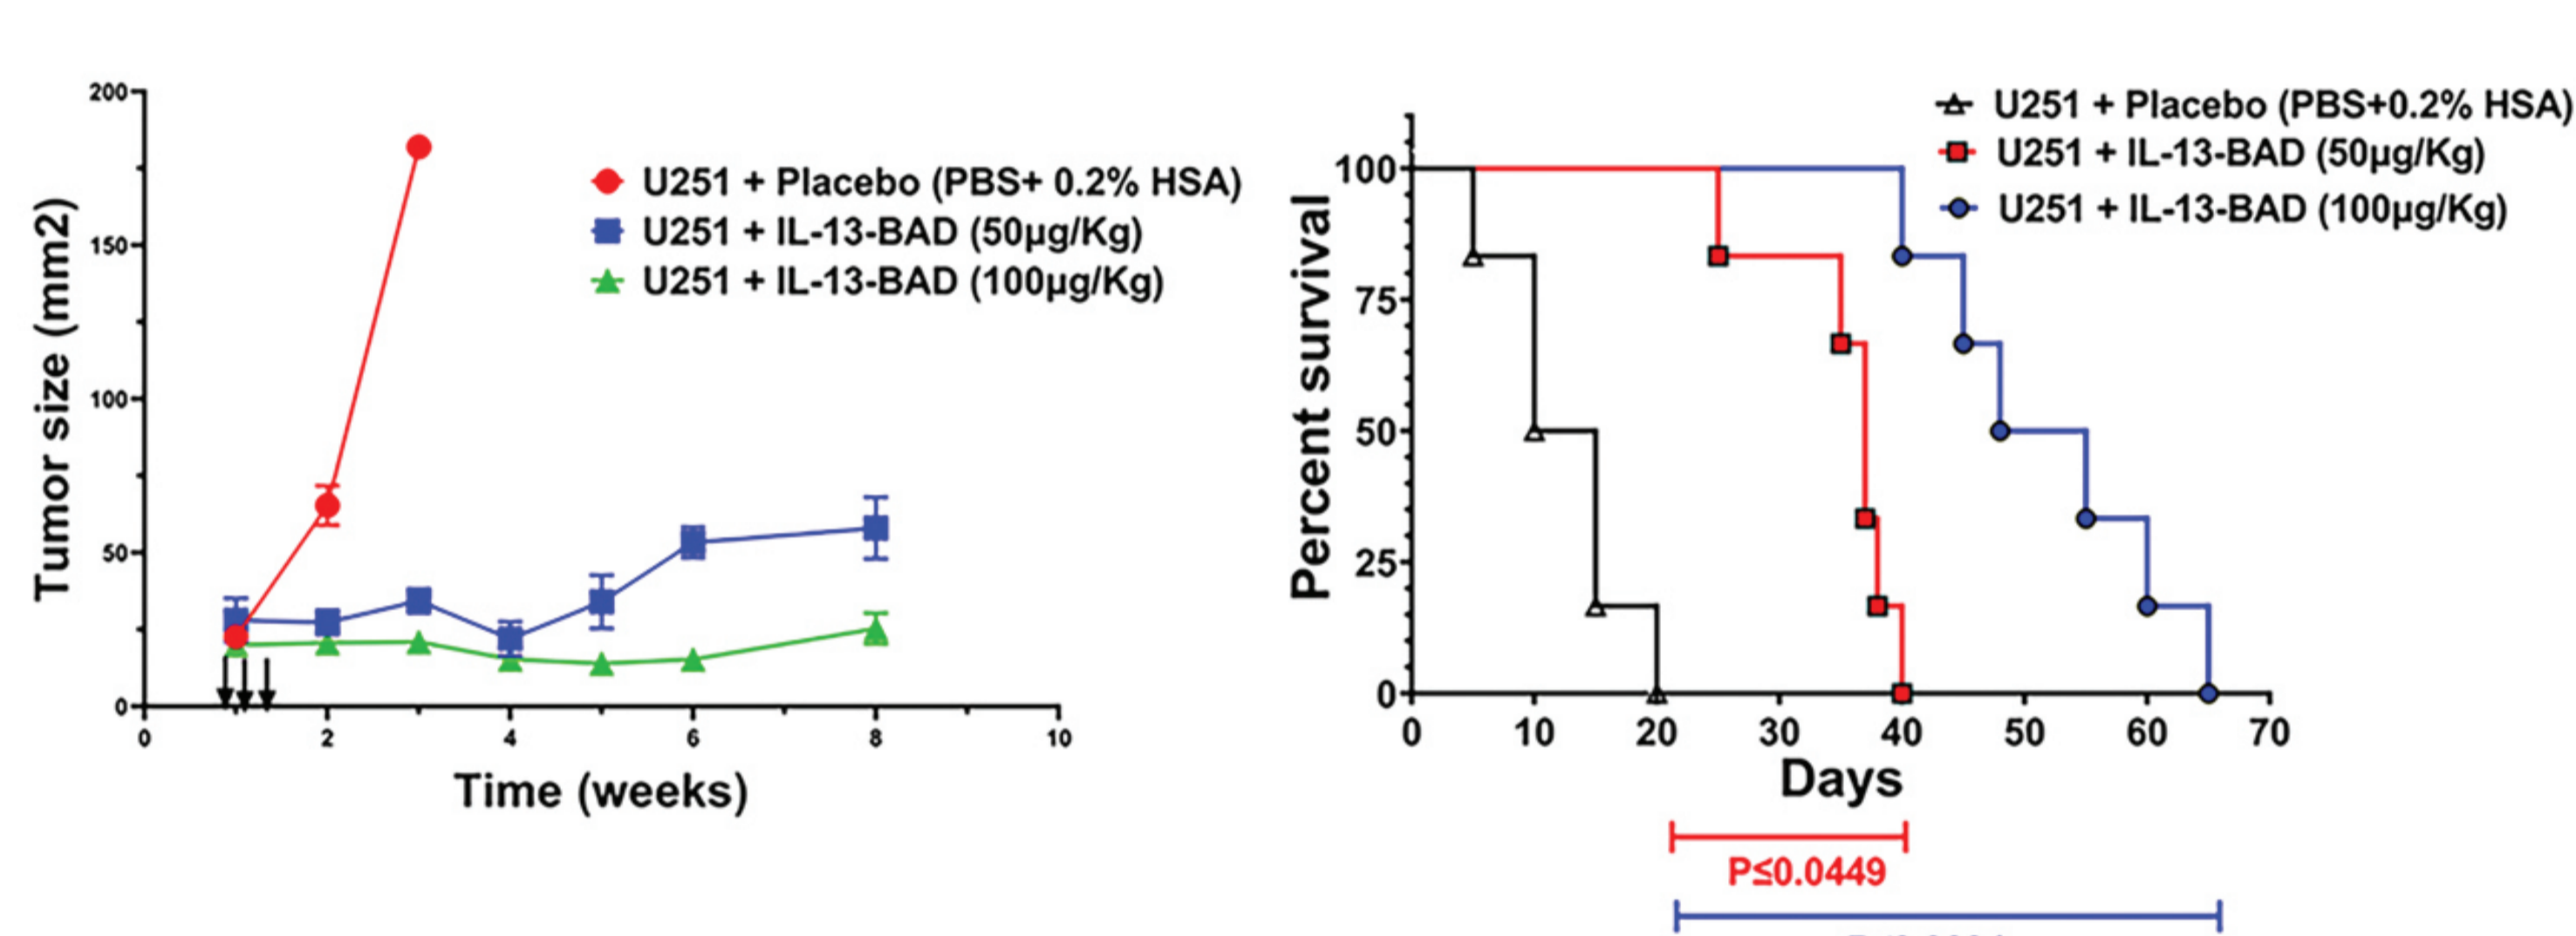 200
150
100
50
0
0 2 4 6 8 10
Tumor size (mm2)
Time (weeks)
U251 + Placebo (PBS+ 0.2% HSA)
U251 + IL-13-BAD (50µg/Kg)
U251 + IL-13-BAD (100µg/Kg)
U251 + Placebo (PBS+0.2% HSA)
U251 + IL-13-BAD (50µg/Kg)
U251 + IL-13-BAD (100µg/Kg)
Percent survival
100
75
50
25
0
0 10 20 30 40 50 60 70
Days
P≤0.0449